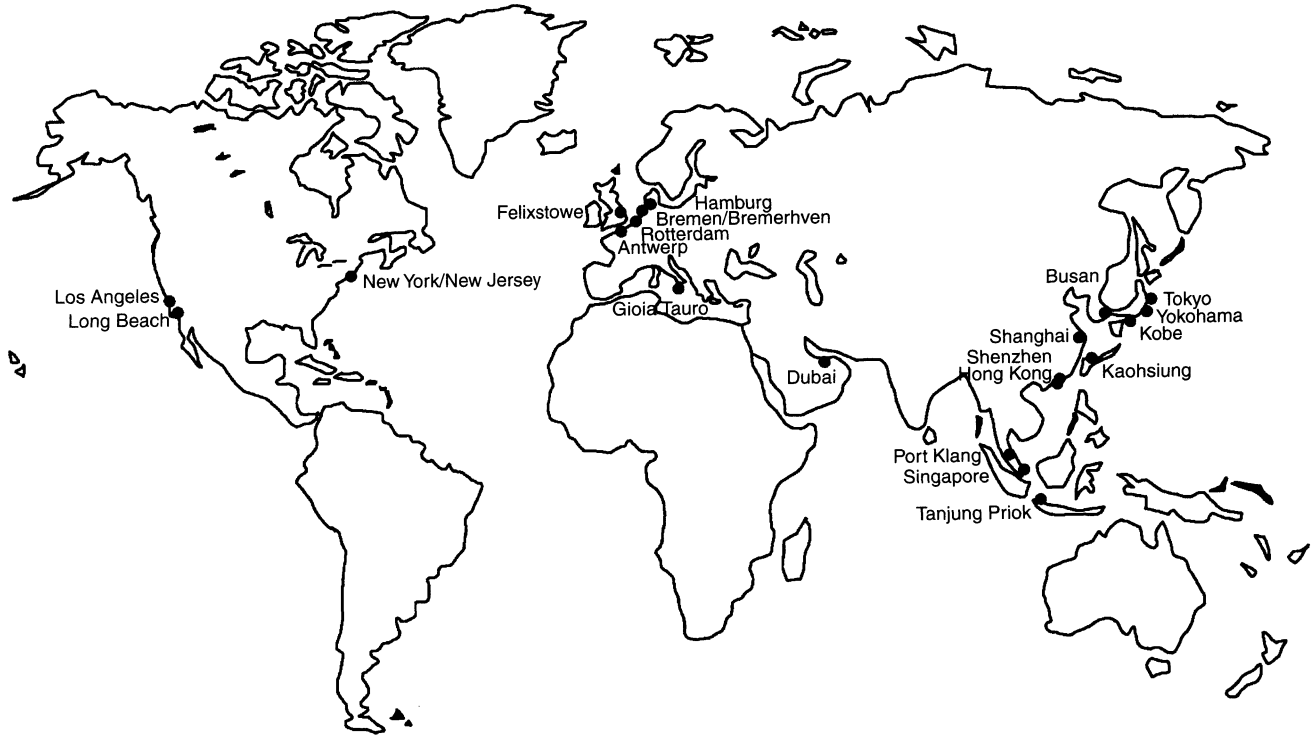 Hamburg
Felixstowe
Bremen/Bremerhven
Rotterdam
Antwerp
New York/New Jersey
Los Angeles
Long Beach
Gioia Tauro
Busan
Tokyo
Yokohama
Kobe
Shanghai
Shenzhen
Hong Kong
Kaohsiung
Dubai
Port Klang
Singapore
Tanjung Priok